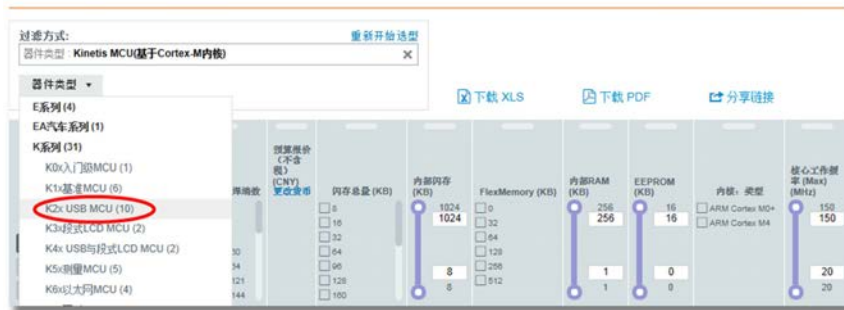 过滤方式:
重新开始选型
器件类型 : Kinetis MCU(基于Cortex-M内核)
器件类型
下载 XLS
下载 PDF
分享链接
E系列 (4)
EA汽车系列 (1)
K系列 (31)
K0x入门级MCU (1)
K1x基准MCU (6)
K2x USB MCU (10)
K3x段式LCD MCU (2)
K4x USB与段式LCD MCU (2)
K5x测量MCU (5)
K6x以太网MCU (4)
预算报价
(不含
税)
(CNY)
更改货币
闪存总量 (KB)
8
16
32
64
96
128
160
121
144
内部闪存
(KB)
1024
1024
8
8
FlexMemory (KB)
0
32
64
128
256
512
内部RAM
(KB)
256
256
1
1
EEPROM
(KB)
16
16
0
0
内核: 类型
ARM Cortex M0+
ARM Cortex M4
核心工作频
率 (Max)
(MHz)
150
150
20
20